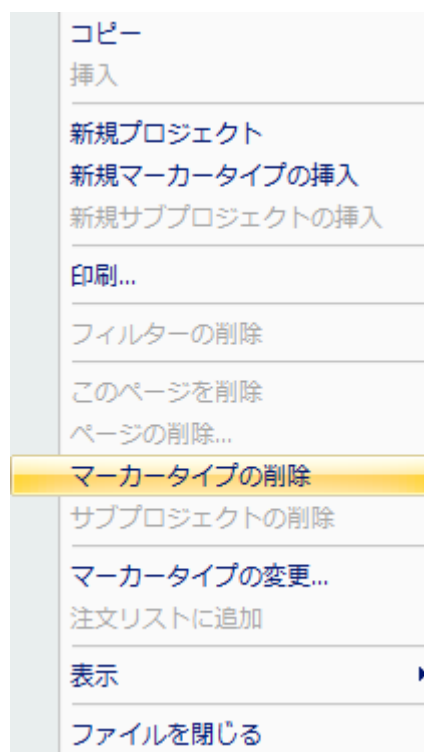 コピー
挿入
新規プロジェクト
新規マーカータイプの挿入
新規サブプロジェクトの挿入
印刷...
フィルターの削除
このページを削除
ページの削除...
マーカータイプの削除
サブプロジェクトの削除
マーカータイプの変更...
注文リストに追加
表示
ファイルを閉じる